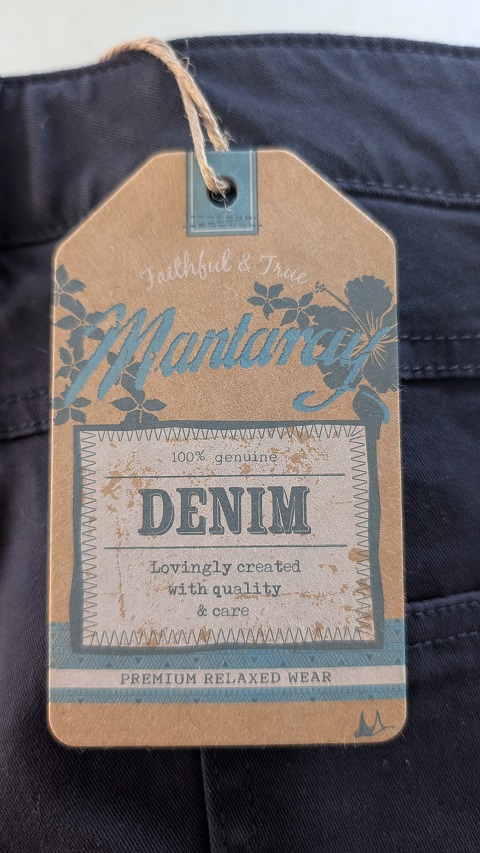 Faithful & True
Mantaray
100% genuine
DENIM
Lovingly created
with quality
& care
PREMIUM RELAXED WEAR